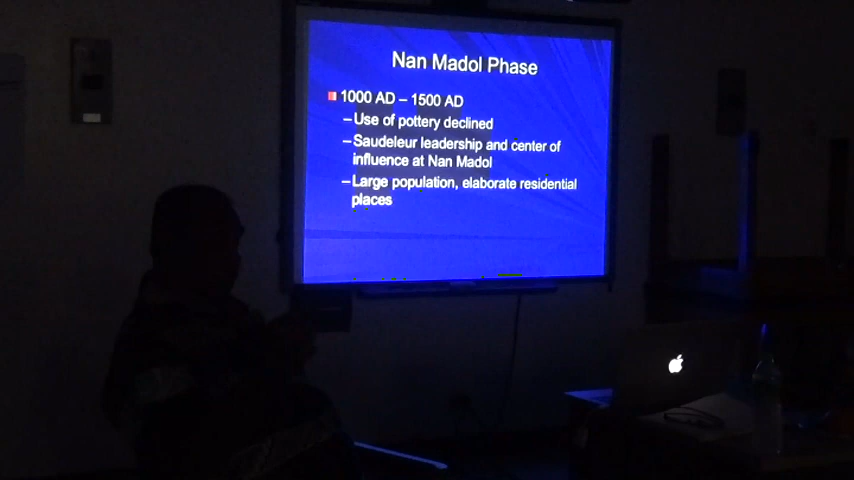 Nan Madol Phase
1000 AD – 1500 AD
–Use of pottery declined
–Saudeleur leadership and center of
influence at Nan Madol
–Large population, elaborate residential
places